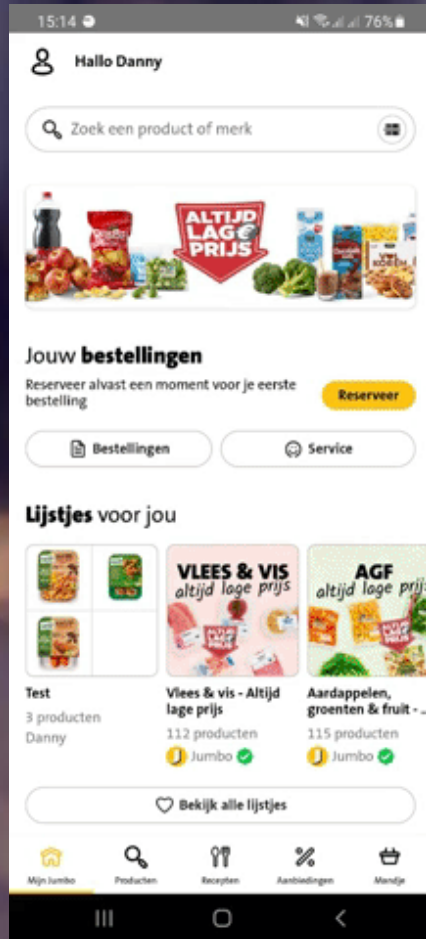 15:14
76%
Hallo Danny
Zoek een product of merk
ALTIJD
LAGE
PRIJS
Jouw bestellingen
Reserveer alvast een moment voor je eerste
bestelling
Reserveer
Bestellingen
Service
Lijstjes voor jou
VLEES & VIS
altijd lage prijs
AGF
altijd lage prijs
Test
3 producten
Danny
Vlees & vis - Altijd
lage prijs
112 producten
Jumbo
Aardappelen,
groenten & fruit - ...
115 producten
Jumbo
Bekijk alle lijstjes
Mijn Jumbo
Producten
Recepten
Aanbiedingen
Mandje